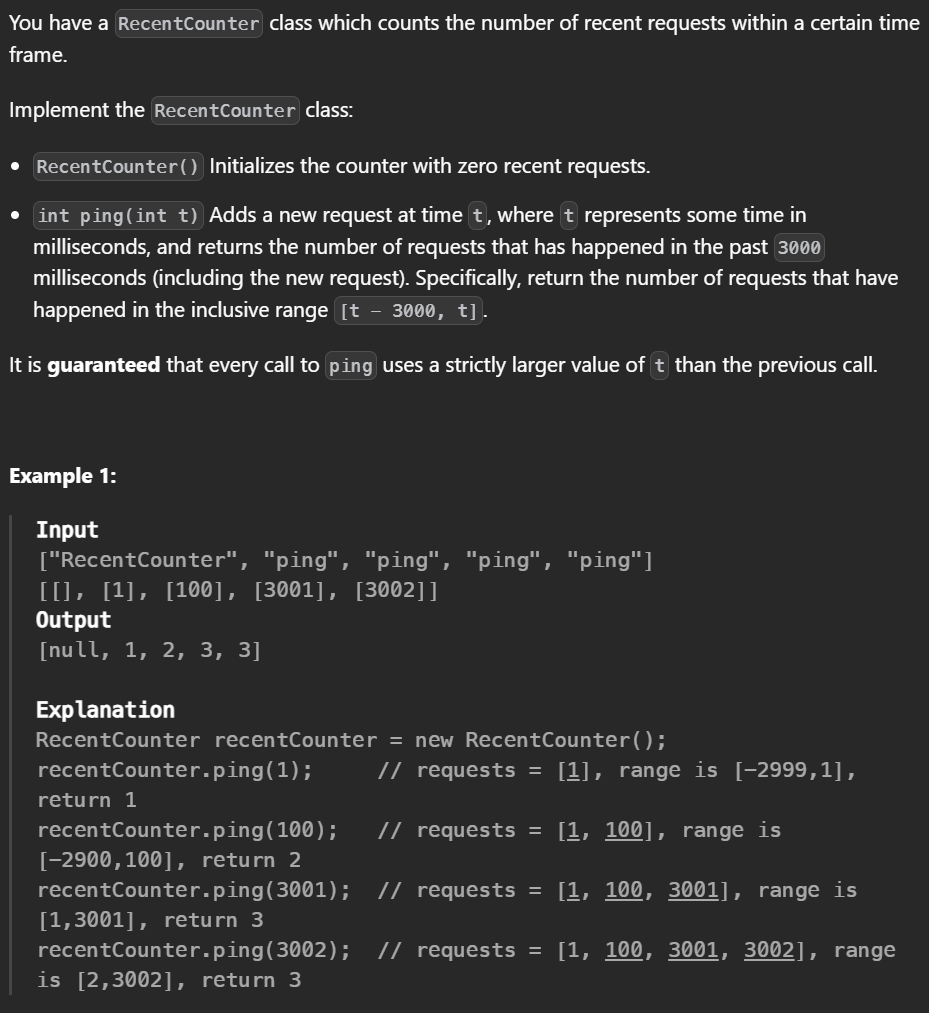 You have a RecentCounter class which counts the number of recent requests within a certain time
frame.
Implement the RecentCounter class:
• RecentCounter() Initializes the counter with zero recent requests.
• int ping(int t) Adds a new request at time t, where t represents some time in
milliseconds, and returns the number of requests that has happened in the past 3000
milliseconds (including the new request). Specifically, return the number of requests that have
happened in the inclusive range [t - 3000, t].
It is guaranteed that every call to ping uses a strictly larger value of t than the previous call.
Example 1:
Input
["RecentCounter", "ping", "ping", "ping", "ping"]
[[], [1], [100], [3001], [3002]]
Output
[null, 1, 2, 3, 3]
Explanation
RecentCounter recentCounter = new RecentCounter();
recentCounter.ping(1);     // requests = [1], range is [-2999,1],
return 1
recentCounter.ping(100);   // requests = [1, 100], range is
[-2900,100], return 2
recentCounter.ping(3001);  // requests = [1, 100, 3001], range is
[1,3001], return 3
recentCounter.ping(3002);  // requests = [1, 100, 3001, 3002], range
is [2,3002], return 3